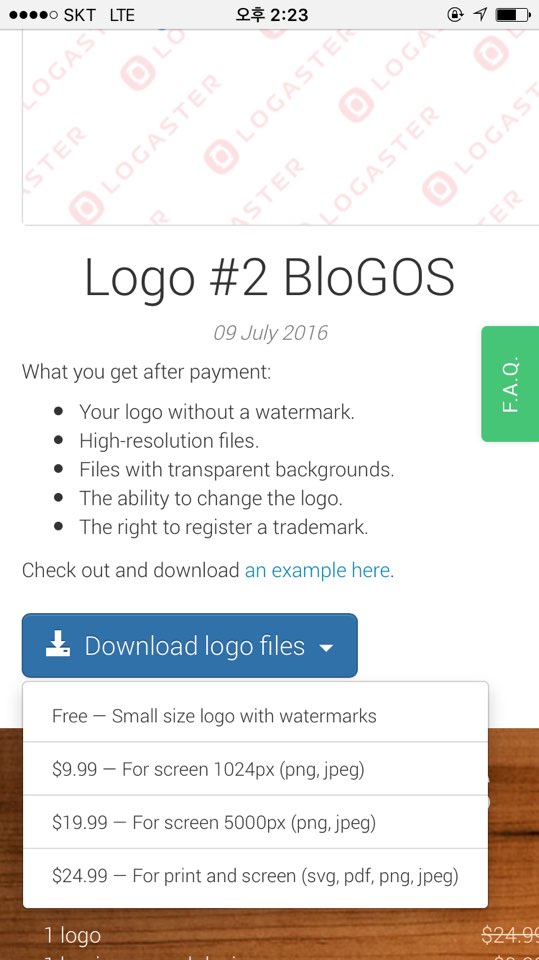 SKT LTE 오후 2:23
LOGASTER LOGASTER LOGASTER
LOGASTER LOGASTER LOGASTER
Logo #2 BloGOS
09 July 2016
What you get after payment:
F.A.Q.
Your logo without a watermark.
High-resolution files.
Files with transparent backgrounds.
The ability to change the logo.
The right to register a trademark.
Check out and download an example here.
Download logo files
Free — Small size logo with watermarks
$9.99 — For screen 1024px (png, jpeg)
$19.99 — For screen 5000px (png, jpeg)
$24.99 — For print and screen (svg, pdf, png, jpeg)
1 logo $24.99